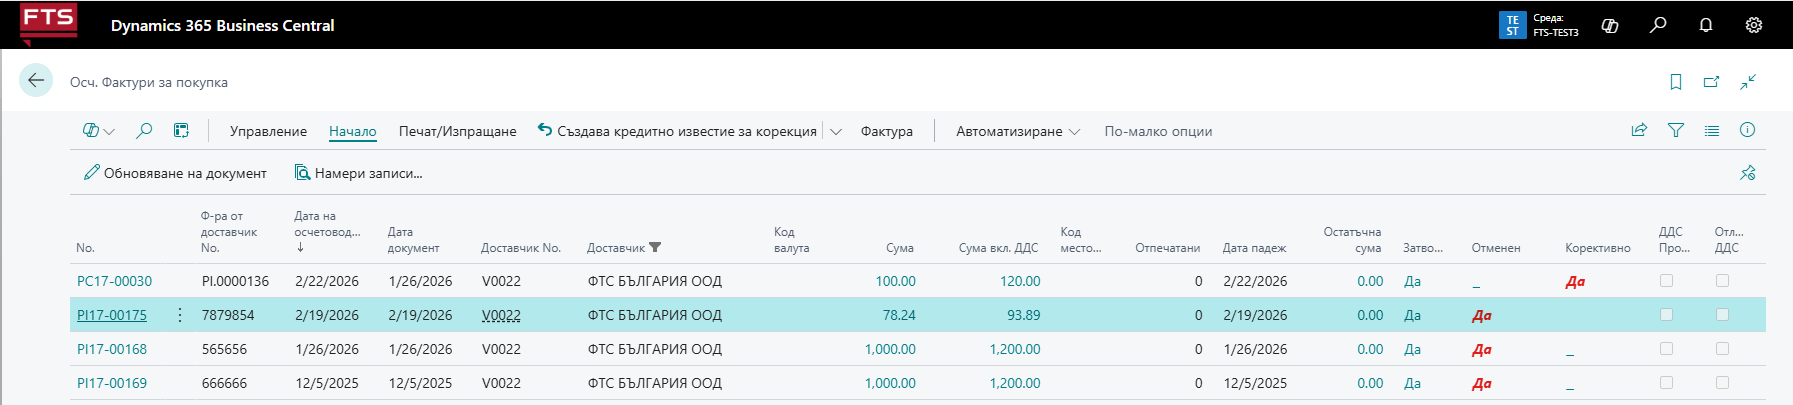 FTS
Dynamics 365 Business Central
TE
ST
Среда:
FTS-TEST3
Осч. Фактури за покупка
Управление Начало Печат/Изпращане Създава кредитно известие за корекция Фактура Автоматизиране По-малко опции
Обновяване на документ Намери записи...
No. Ф-ра от доставчик No. Дата на осчетовод... ↓ Дата документ Доставчик No. Доставчик Код валута Сума Сума вкл. ДДС Код место... Отпечатани Дата падеж Остатъчна сума Затво... Отменен Корективно ДДС Про... Отл... ДДС
PC17-00030 PI.0000136 2/22/2026 1/26/2026 V0022 ФТС БЪЛГАРИЯ ООД 100.00 120.00 0 2/22/2026 0.00 Да _ Да
PI17-00175 7879854 2/19/2026 2/19/2026 V0022 ФТС БЪЛГАРИЯ ООД 78.24 93.89 0 2/19/2026 0.00 Да Да
PI17-00168 565656 1/26/2026 1/26/2026 V0022 ФТС БЪЛГАРИЯ ООД 1,000.00 1,200.00 0 1/26/2026 0.00 Да Да _
PI17-00169 666666 12/5/2025 12/5/2025 V0022 ФТС БЪЛГАРИЯ ООД 1,000.00 1,200.00 0 12/5/2025 0.00 Да Да _